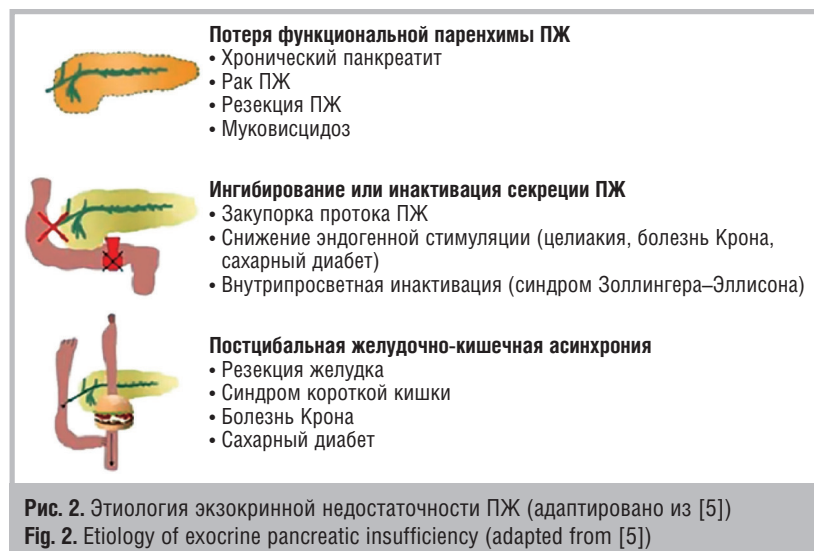 Потеря функциональной паренхимы ПЖ
• Хронический панкреатит
• Рак ПЖ
• Резекция ПЖ
• Муковисцидоз
Ингибирование или инактивация секреции ПЖ
• Закупорка протока ПЖ
• Снижение эндогенной стимуляции (целиакия, болезнь Крона,
сахарный диабет)
• Внутрипросветная инактивация (синдром Золлингера–Эллисона)
Постцибальная желудочно-кишечная асинхрония
• Резекция желудка
• Синдром короткой кишки
• Болезнь Крона
• Сахарный диабет
Рис. 2. Этиология экзокринной недостаточности ПЖ (адаптировано из [5])
Fig. 2. Etiology of exocrine pancreatic insufficiency (adapted from [5])